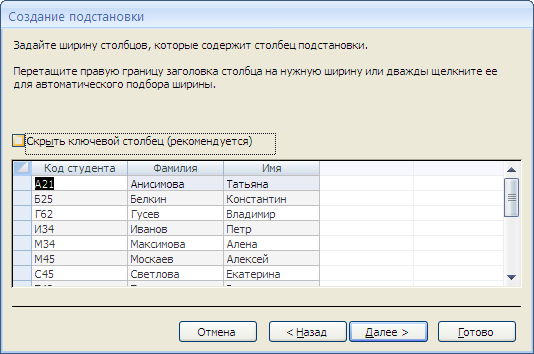 Создание подстановки
Задайте ширину столбцов, которые содержит столбец подстановки.
Перетащите правую границу заголовка столбца на нужную ширину или дважды щелкните ее
для автоматического подбора ширины.
Скрыть ключевой столбец (рекомендуется)
Код студента Фамилия Имя
А21 Анисимова Татьяна
Б25 Белкин Константин
Г62 Гусев Владимир
И34 Иванов Петр
М34 Максимова Алена
М45 Москаев Алексей
С45 Светлова Екатерина
Отмена < Назад Далее > Готово